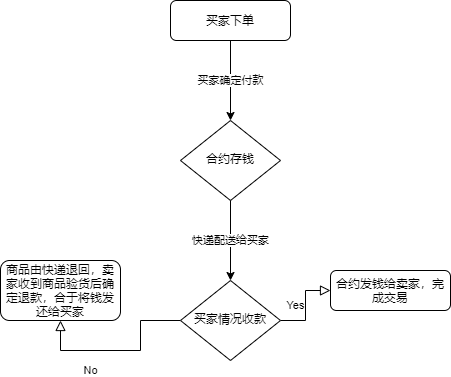 买家下单
买家确定付款
合约存钱
快递配送给买家
商品由快递退回，卖
家收到商品验货后确
定退款，合于将钱发
还给买家
买家情况收款
Yes
合约发钱给卖家，完
成交易
No